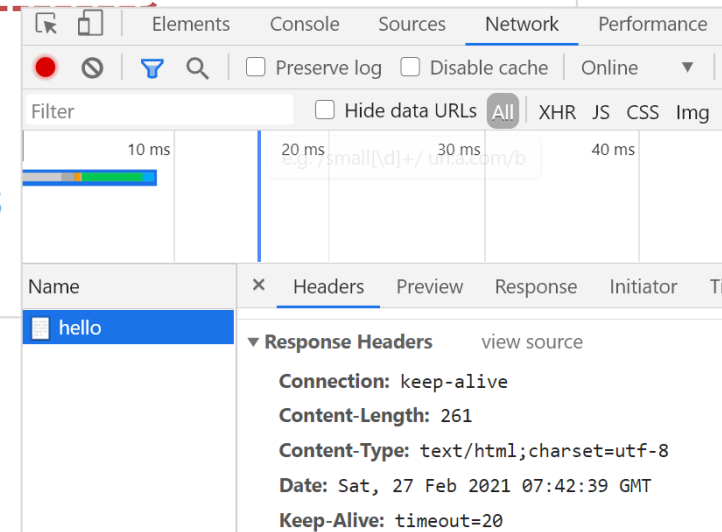 Elements Console Sources Network Performance
Preserve log Disable cache Online
Filter Hide data URLs All XHR JS CSS Img
10 ms 20 ms 30 ms 40 ms
e.g. /small[\d]+/ url:a.com/b
Name Headers Preview Response Initiator
hello
Response Headers view source
Connection: keep-alive
Content-Length: 261
Content-Type: text/html;charset=utf-8
Date: Sat, 27 Feb 2021 07:42:39 GMT
Keep-Alive: timeout=20